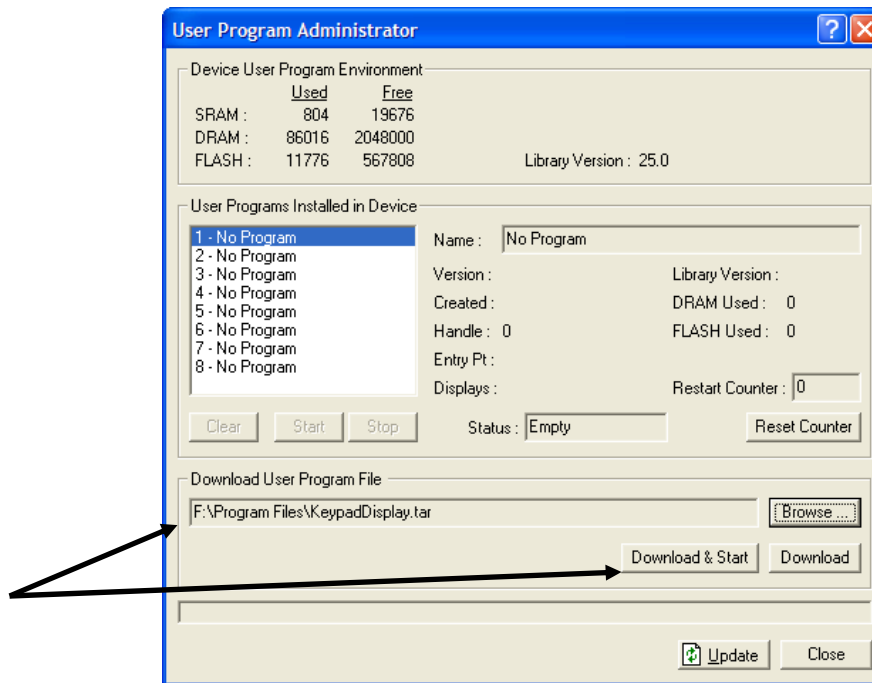 User Program Administrator
Device User Program Environment
Used Free
SRAM : 804 19676
DRAM : 86016 2048000
FLASH : 11776 567808 Library Version : 25.0
User Programs Installed in Device
1 - No Program
2 - No Program
3 - No Program
4 - No Program
5 - No Program
6 - No Program
7 - No Program
8 - No Program
Name : No Program
Version : Library Version :
Created : DRAM Used : 0
Handle : 0 FLASH Used : 0
Entry Pt :
Displays : Restart Counter : 0
Clear Start Stop Status : Empty Reset Counter
Download User Program File
F:\Program Files\KeypadDisplay.tar Browse ...
Download & Start Download
Update Close